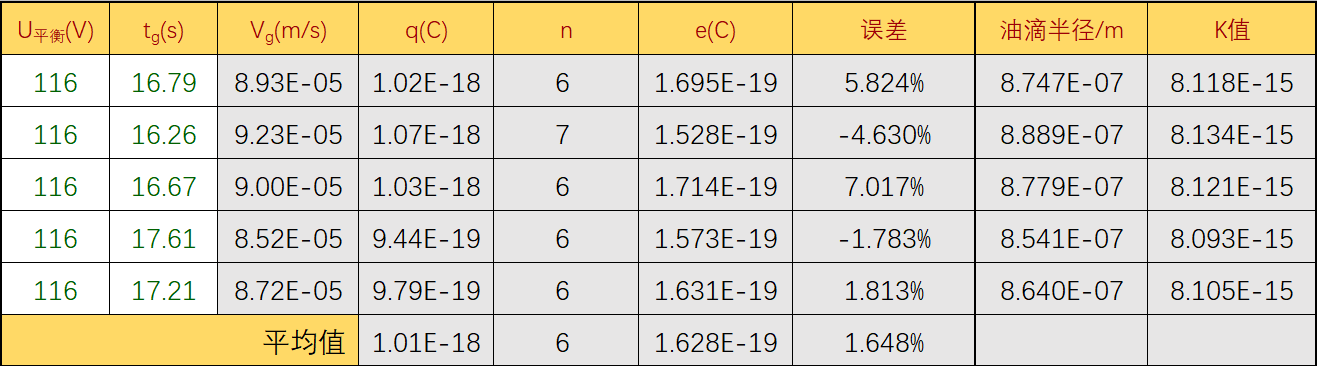 U平衡(V) tg(s) Vg(m/s) q(C) n e(C) 误差 油滴半径/m K值
116 16.79 8.93E-05 1.02E-18 6 1.695E-19 5.824% 8.747E-07 8.118E-15
116 16.26 9.23E-05 1.07E-18 7 1.528E-19 -4.630% 8.889E-07 8.134E-15
116 16.67 9.00E-05 1.03E-18 6 1.714E-19 7.017% 8.779E-07 8.121E-15
116 17.61 8.52E-05 9.44E-19 6 1.573E-19 -1.783% 8.541E-07 8.093E-15
116 17.21 8.72E-05 9.79E-19 6 1.631E-19 1.813% 8.640E-07 8.105E-15
平均值 1.01E-18 6 1.628E-19 1.648%